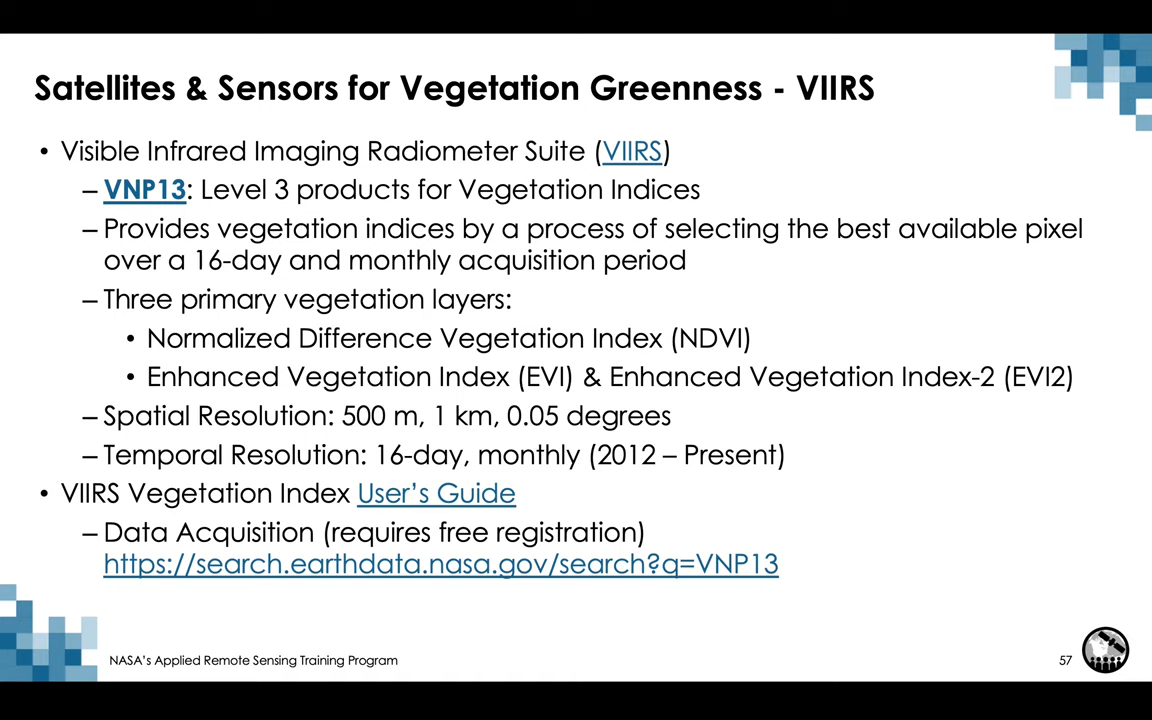 Satellites & Sensors for Vegetation Greenness - VIIRS
• Visible Infrared Imaging Radiometer Suite (VIIRS)
– VNP13: Level 3 products for Vegetation Indices
– Provides vegetation indices by a process of selecting the best available pixel
over a 16-day and monthly acquisition period
– Three primary vegetation layers:
• Normalized Difference Vegetation Index (NDVI)
• Enhanced Vegetation Index (EVI) & Enhanced Vegetation Index-2 (EVI2)
– Spatial Resolution: 500 m, 1 km, 0.05 degrees
– Temporal Resolution: 16-day, monthly (2012 – Present)
• VIIRS Vegetation Index User’s Guide
– Data Acquisition (requires free registration)
https://search.earthdata.nasa.gov/search?q=VNP13
NASA’s Applied Remote Sensing Training Program
57